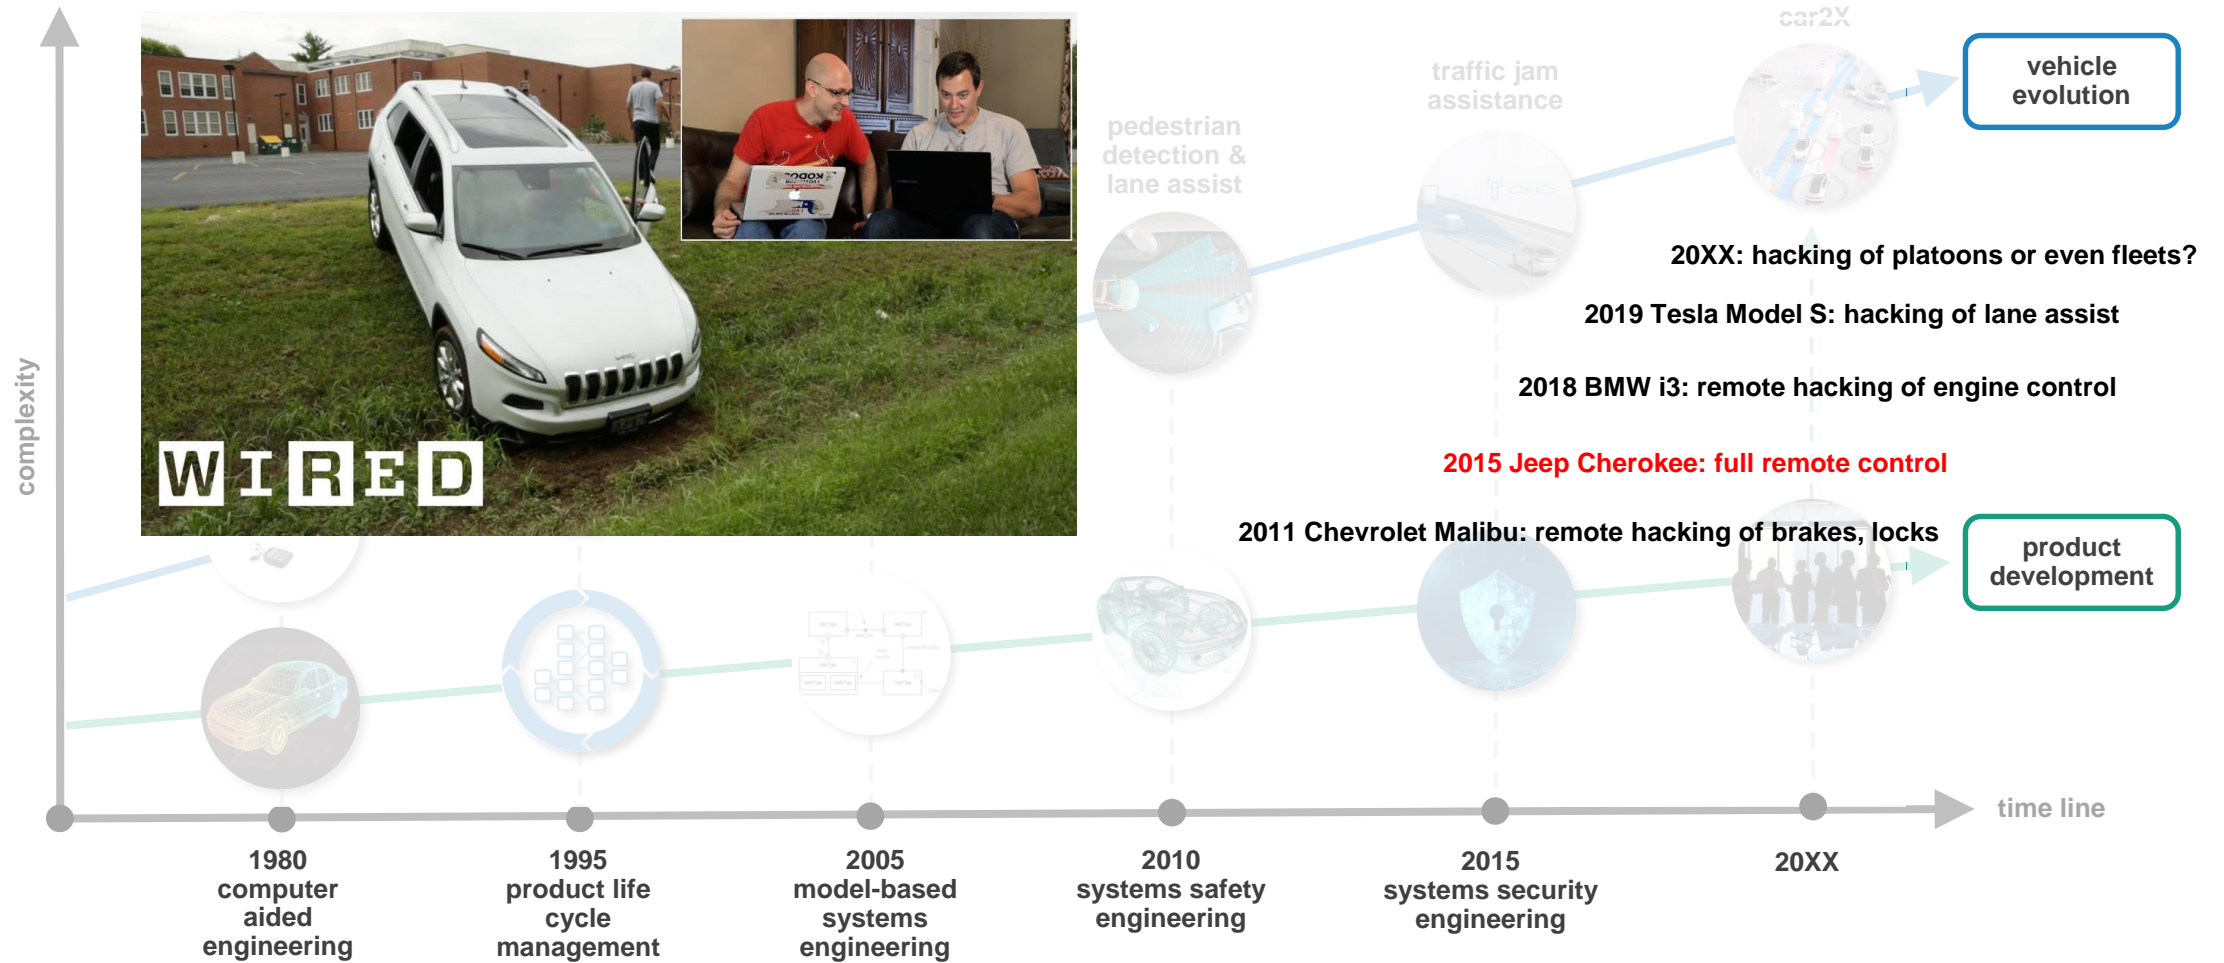 complexity
WIRED
KODOS
Jeep
pedestrian
detection &
lane assist
traffic jam
assistance
car2X
vehicle
evolution
20XX: hacking of platoons or even fleets?
2019 Tesla Model S: hacking of lane assist
2018 BMW i3: remote hacking of engine control
2015 Jeep Cherokee: full remote control
2011 Chevrolet Malibu: remote hacking of brakes, locks
product
development
time line
1980
computer
aided
engineering
1995
product life
cycle
management
2005
model-based
systems
engineering
2010
systems safety
engineering
2015
systems security
engineering
20XX